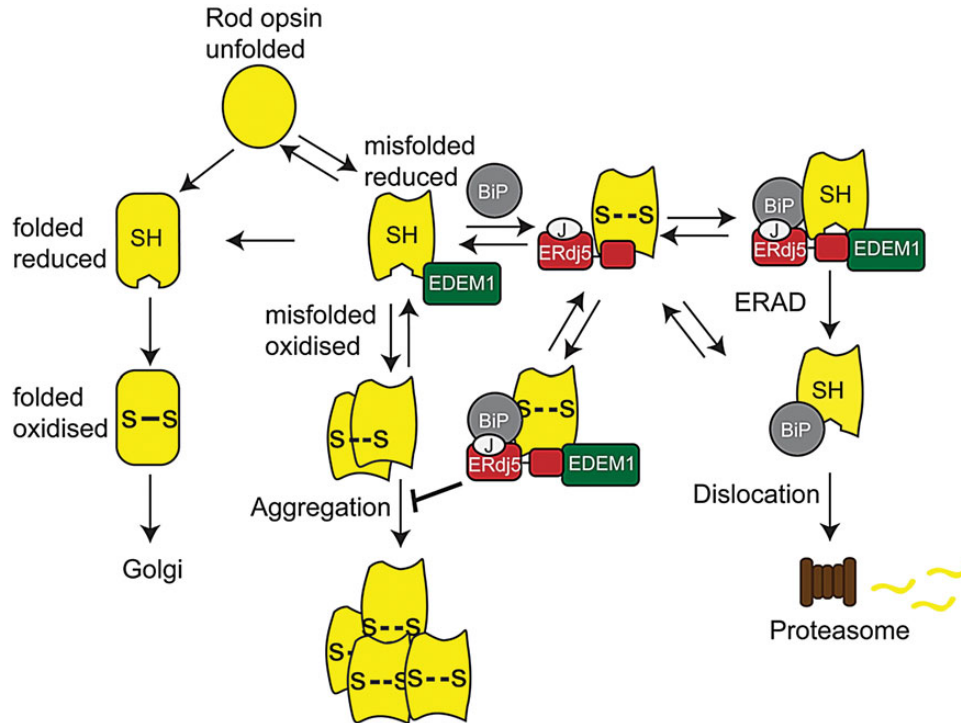 Rod opsin
unfolded
misfolded
reduced
BiP
SH
EDEM1
folded
reduced
SH
S--S
J
ERdj5
BiP
SH
J
ERdj5
EDEM1
ERAD
misfolded
oxidised
S--S
folded
oxidised
S–S
BiP
S--S
J
ERdj5
EDEM1
SH
BiP
Aggregation
Dislocation
Golgi
S--S
S-
S--S
S--S
Proteasome